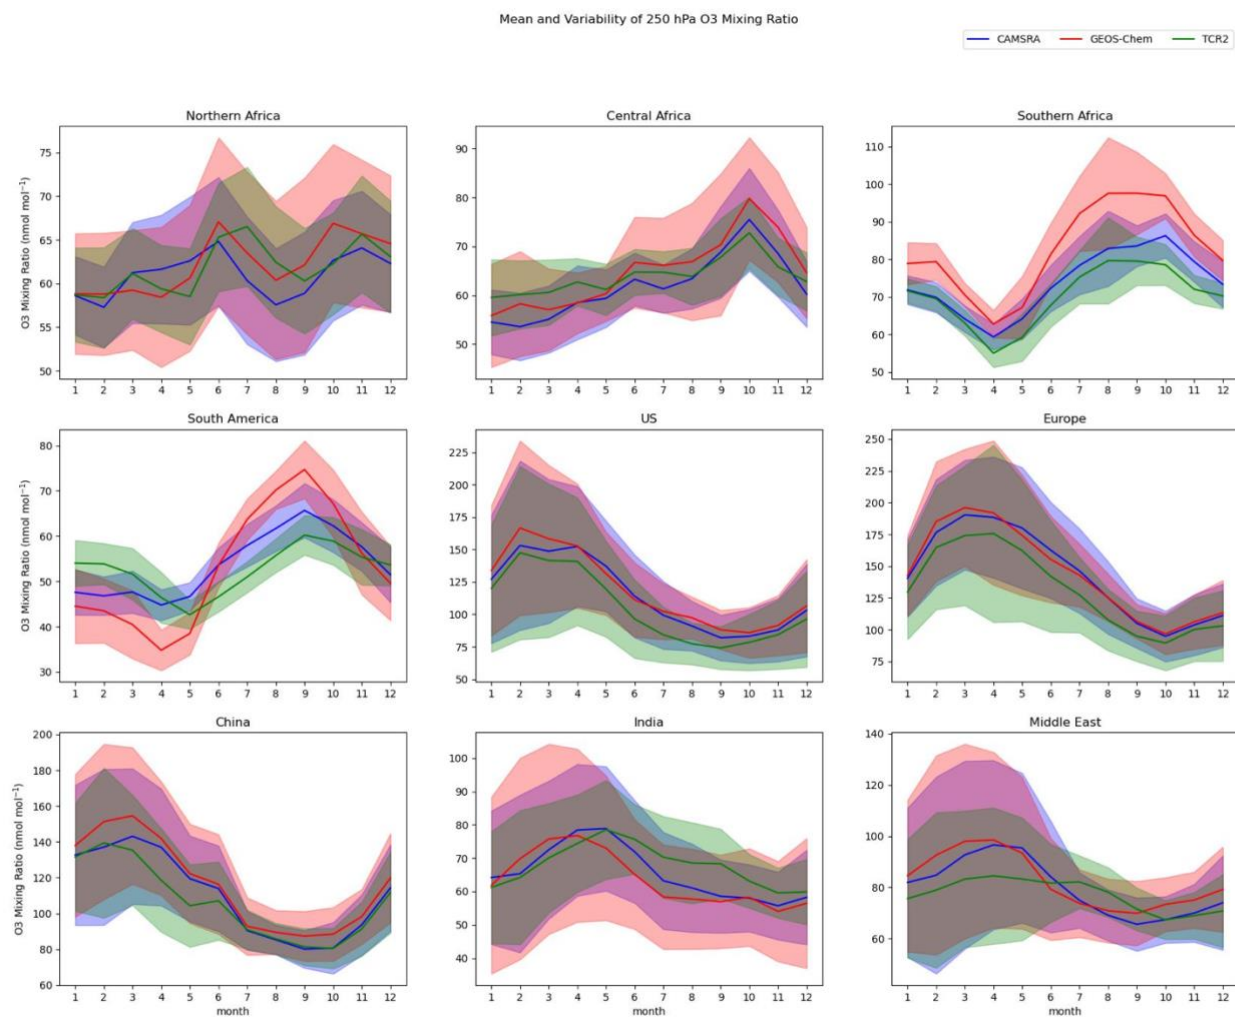 Mean and Variability of 250 hPa O3 Mixing Ratio
CAMSRA GEOS-Chem TCR2
Northern Africa
O3 Mixing Ratio (nmol mol⁻¹)
75
70
65
60
55
50
1 2 3 4 5 6 7 8 9 10 11 12
Central Africa
90
80
70
60
50
1 2 3 4 5 6 7 8 9 10 11 12
Southern Africa
110
100
90
80
70
60
50
1 2 3 4 5 6 7 8 9 10 11 12
South America
O3 Mixing Ratio (nmol mol⁻¹)
80
70
60
50
40
30
1 2 3 4 5 6 7 8 9 10 11 12
US
225
200
175
150
125
100
75
50
1 2 3 4 5 6 7 8 9 10 11 12
Europe
250
225
200
175
150
125
100
75
1 2 3 4 5 6 7 8 9 10 11 12
China
O3 Mixing Ratio (nmol mol⁻¹)
200
180
160
140
120
100
80
60
1 2 3 4 5 6 7 8 9 10 11 12
month
India
100
90
80
70
60
50
40
1 2 3 4 5 6 7 8 9 10 11 12
month
Middle East
140
120
100
80
60
1 2 3 4 5 6 7 8 9 10 11 12
month